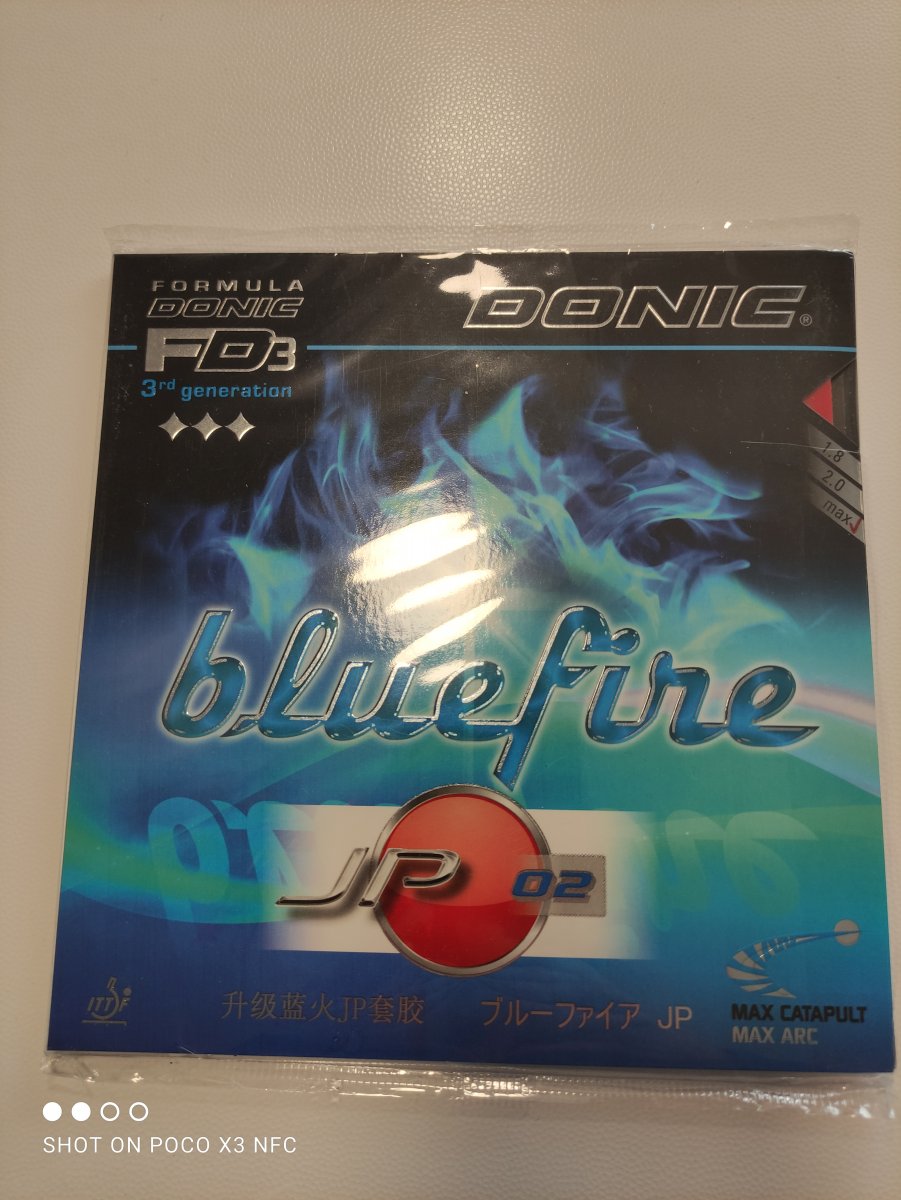 FORMULA
DONIC
DONIC®
FD3
3rd generation
1.8
2.0
max
bluefire
JP
02
ITTF
升级蓝火JP套胶
ブルーファイア JP
MAX CATAPULT
MAX ARC
SHOT ON POCO X3 NFC